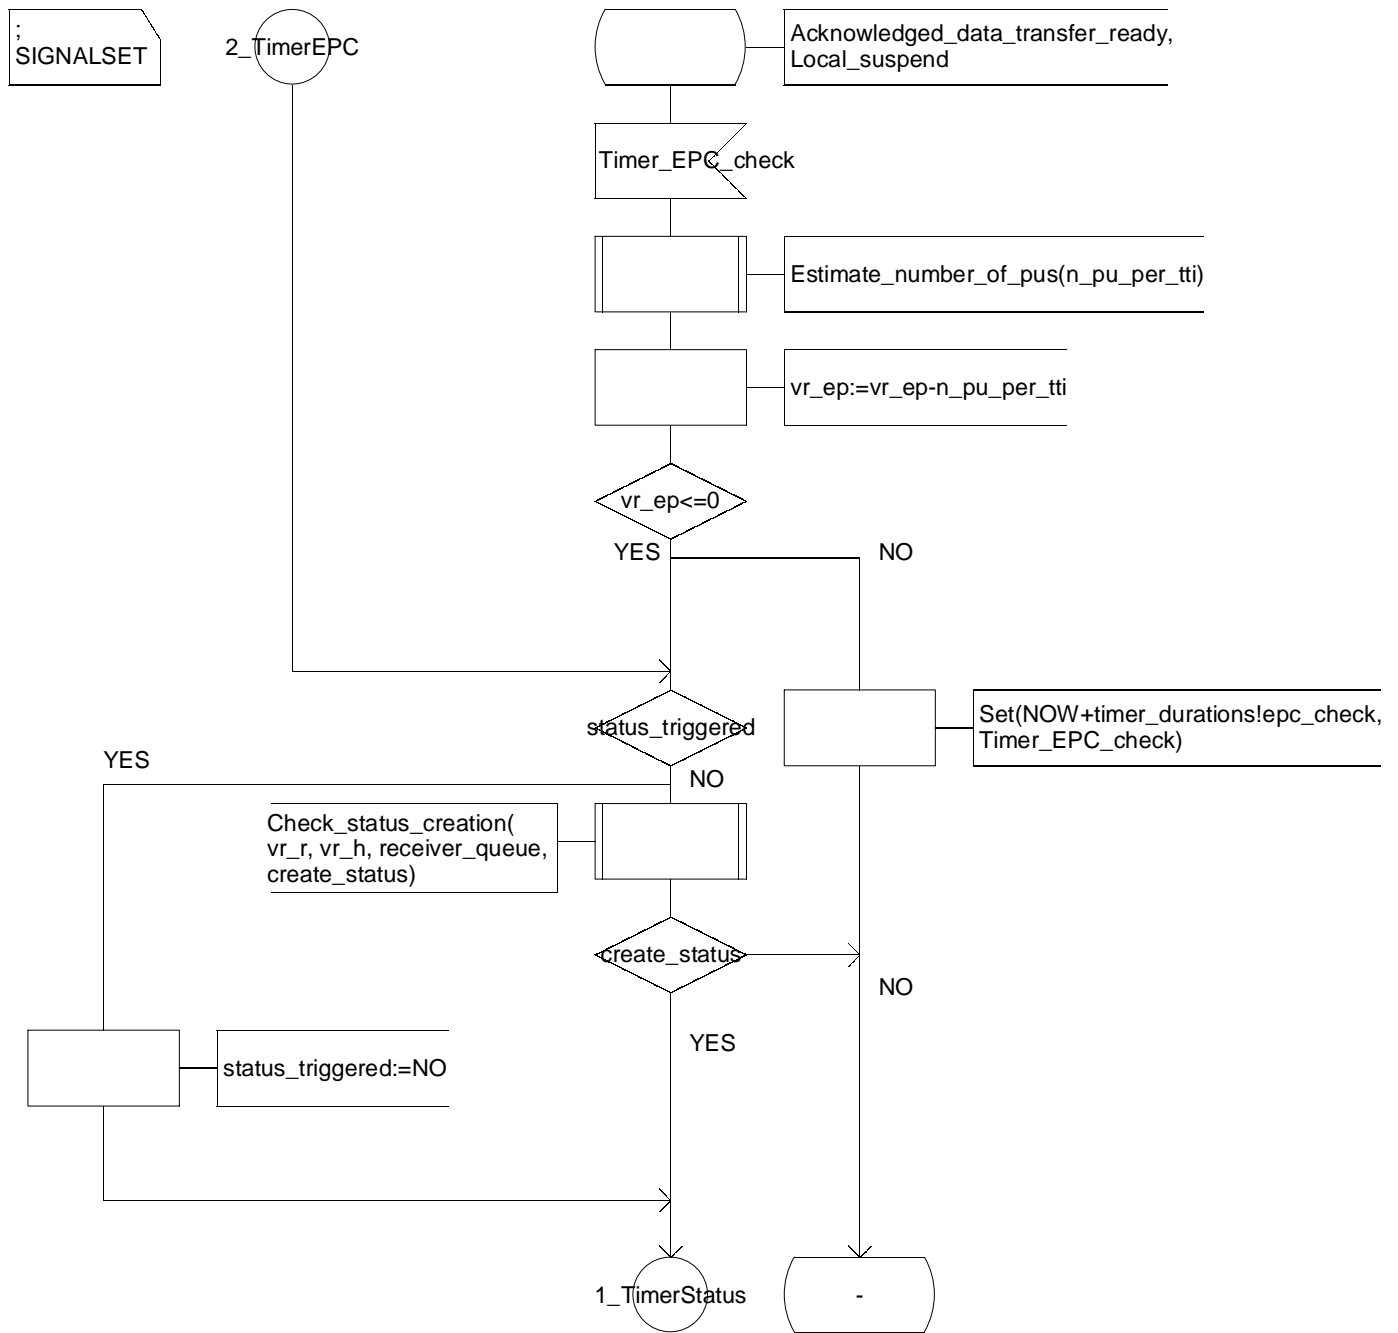 ;
SIGNALSET
2_TimerEPC
Acknowledged_data_transfer_ready,
Local_suspend
Timer_EPC_check
Estimate_number_of_pus(n_pu_per_tti)
vr_ep:=vr_ep-n_pu_per_tti
vr_ep<=0
YES
NO
status_triggered
Set(NOW+timer_durations!epc_check,
Timer_EPC_check)
YES
NO
Check_status_creation(
vr_r, vr_h, receiver_queue,
create_status)
create_status
NO
YES
status_triggered:=NO
1_TimerStatus
-